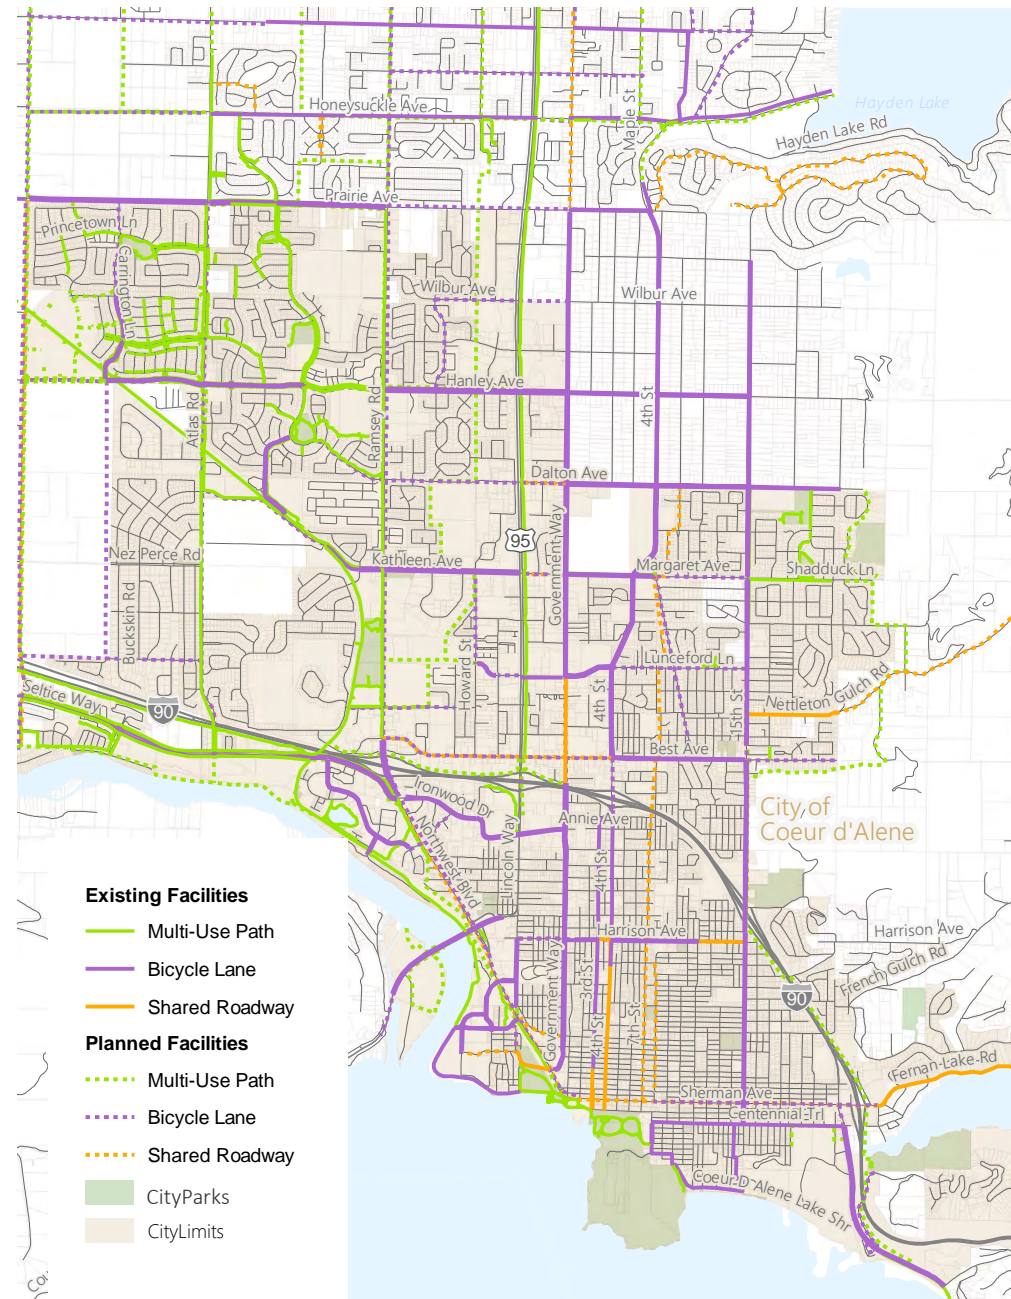 Hayden Lake
Honeysuckle Ave
Maple St
Hayden Lake Rd
Prairie Ave
Princetown Ln
Carrington Ln
Wilbur Ave
Wilbur Ave
Hanley Ave
Atlas Rd
Ramsey Rd
4th St
Dalton Ave
95
Government Way
Nez Perce Rd
Kathleen Ave
Margaret Ave
Shadduck Ln
Buckskin Rd
Howard St
Lunceford Ln
Nettleton Gulch Rd
Seltice Way
90
4th St
15th St
Best Ave
Ironwood Dr
Annie Ave
City of
Coeur d'Alene
Northwest Blvd
Lincoln Way
4th St
Existing Facilities
Multi-Use Path
Bicycle Lane
Shared Roadway
Harrison Ave
Harrison Ave
French Gulch Rd
3rd St
Government Way
4th St
7th St
90
Planned Facilities
Multi-Use Path
Bicycle Lane
Shared Roadway
CityParks
CityLimits
Fernan-Lake-Rd
Sherman Ave
Centennial Trl
Coeur D Alene Lake Shr